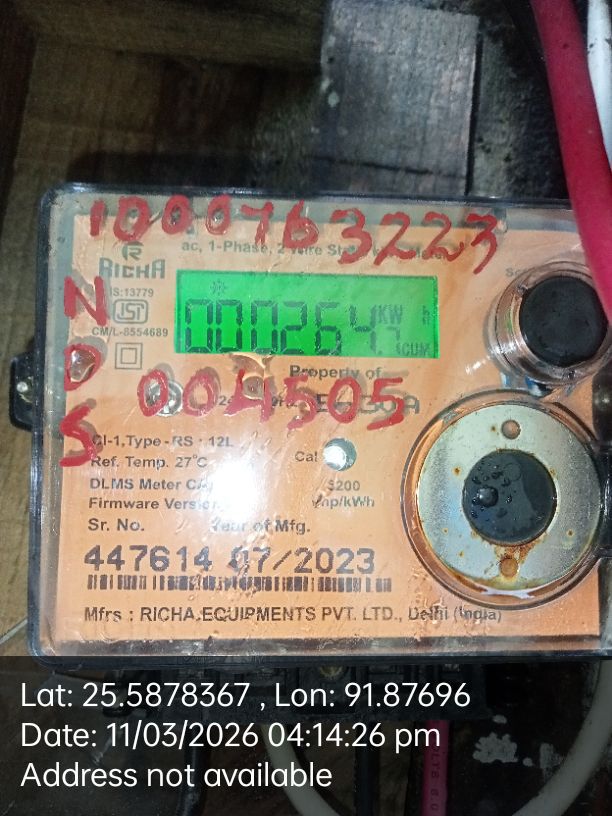 1000763223
ac, 1-Phase, 2 Wire
RICHA
IS:13779
ISI
CM/L-8554689
KW
CUM
Property of
NDS
004505
Cl-1,Type -RS : 12L
Ref. Temp. 27°C
Cal
DLMS Meter
3200
Firmware Version
imp/kWh
Sr. No. Year of Mfg.
447614 07/2023
Mfrs : RICHA EQUIPMENTS PVT. LTD., Delhi (India)
Lat: 25.5878367 , Lon: 91.87696
Date: 11/03/2026 04:14:26 pm
Address not available